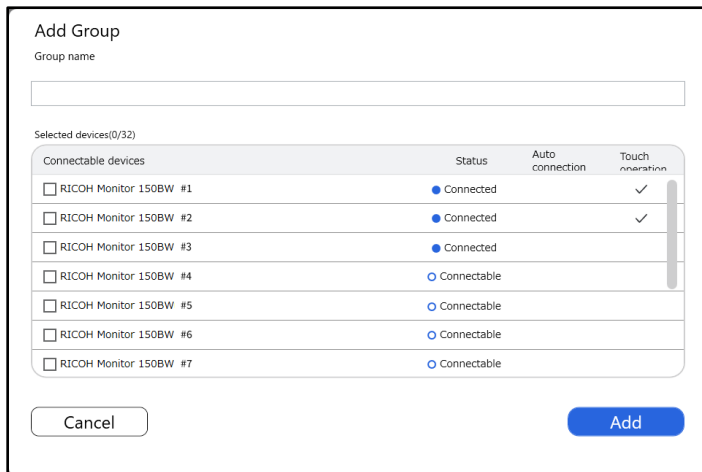 Add Group
Group name
Selected devices(0/32)
Connectable devices Status Auto connection Touch operation
RICOH Monitor 150BW #1 Connected
RICOH Monitor 150BW #2 Connected
RICOH Monitor 150BW #3 Connected
RICOH Monitor 150BW #4 Connectable
RICOH Monitor 150BW #5 Connectable
RICOH Monitor 150BW #6 Connectable
RICOH Monitor 150BW #7 Connectable
Cancel Add